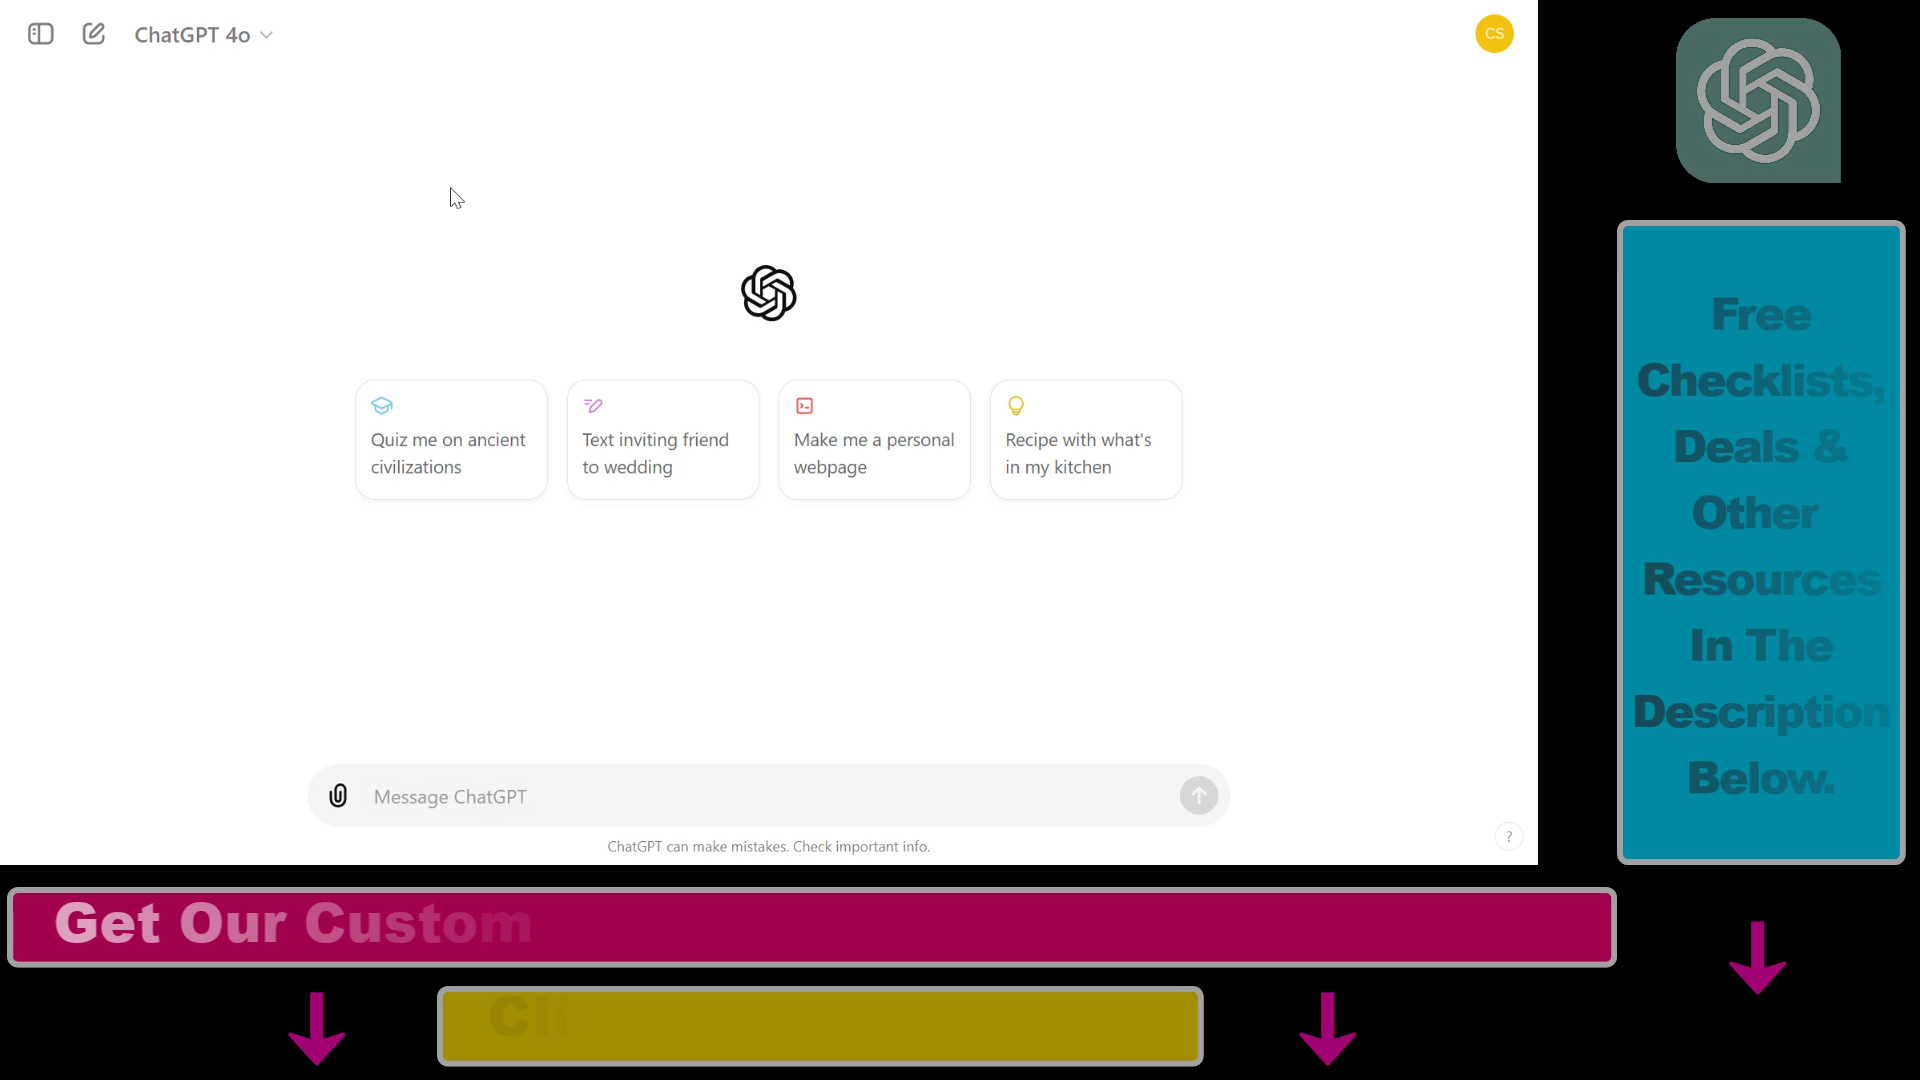 ChatGPT 4o
CS
Quiz me on ancient
civilizations
Text inviting friend
to wedding
Make me a personal
webpage
Recipe with what's
in my kitchen
Message ChatGPT
ChatGPT can make mistakes. Check important info.
?
Free
Checklists,
Deals &
Other
Resources
In The
Description
Below.
Get Our Custom